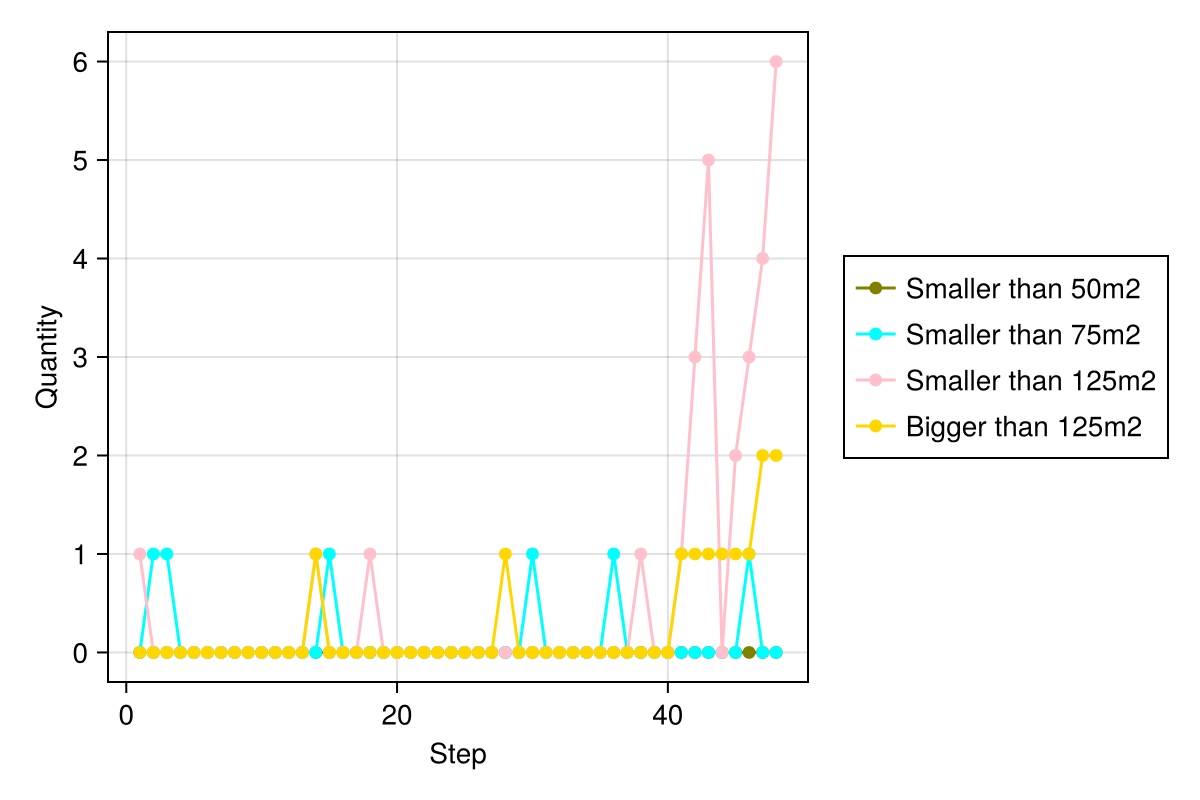 6
5
4
3
2
1
0
Quantity
0 20 40
Step
Smaller than 50m2
Smaller than 75m2
Smaller than 125m2
Bigger than 125m2